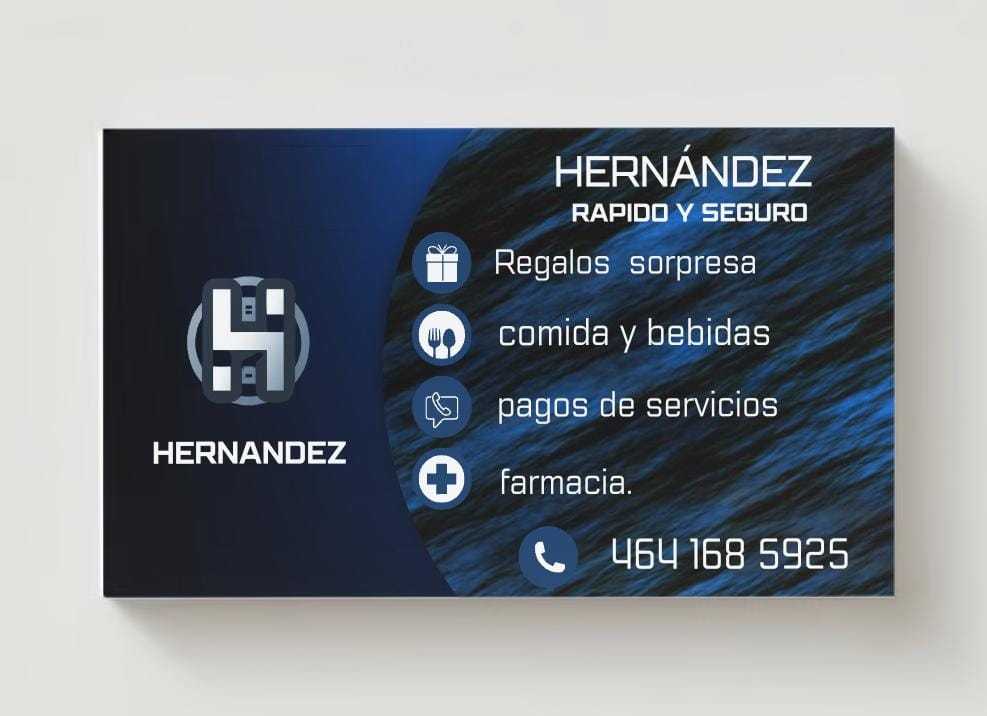 HERNANDEZ
HERNÁNDEZ
RAPIDO Y SEGURO
Regalos sorpresa
comida y bebidas
pagos de servicios
farmacia.
464 168 5925